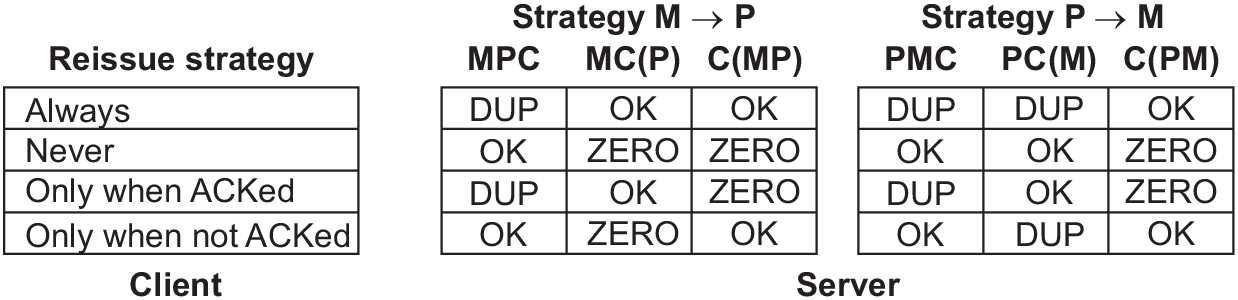 Strategy M → P Strategy P → M
Reissue strategy MPC MC(P) C(MP) PMC PC(M) C(PM)
Always DUP OK OK DUP DUP OK
Never OK ZERO ZERO OK OK ZERO
Only when ACKed DUP OK ZERO DUP OK ZERO
Only when not ACKed OK ZERO OK OK DUP OK
Client Server